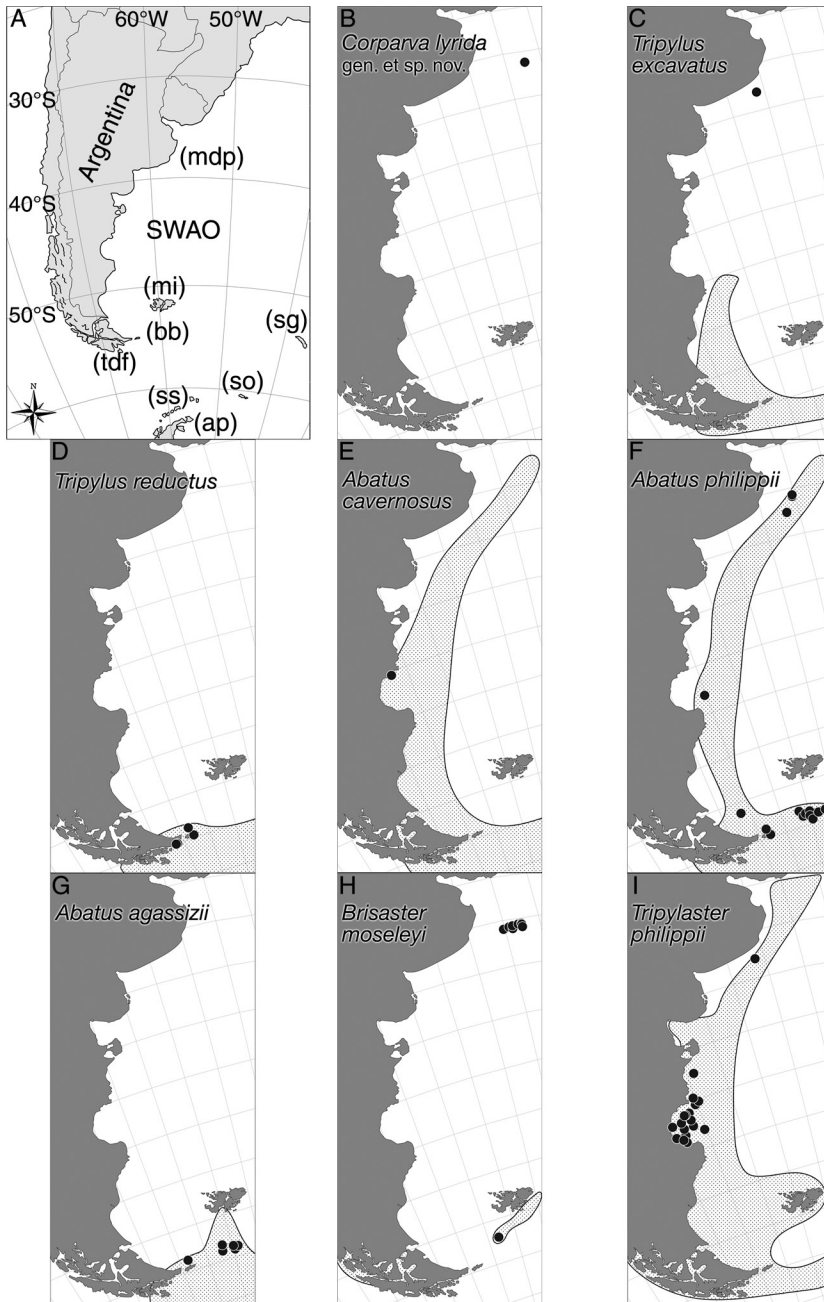 A
60°W 50°W
30°S
Argentina
(mdp)
40°S
SWAO
(mi)
50°S
(bb)
(sg)
(tdf)
(ss)
(so)
(ap)
N
B
Corparva lyrida
gen. et sp. nov.
C
Tripylus
excavatus
D
Tripylus reductus
E
Abatus
cavernosus
F
Abatus philippii
G
Abatus agassizii
H
Brisaster
moseleyi
I
Tripylaster
philippii